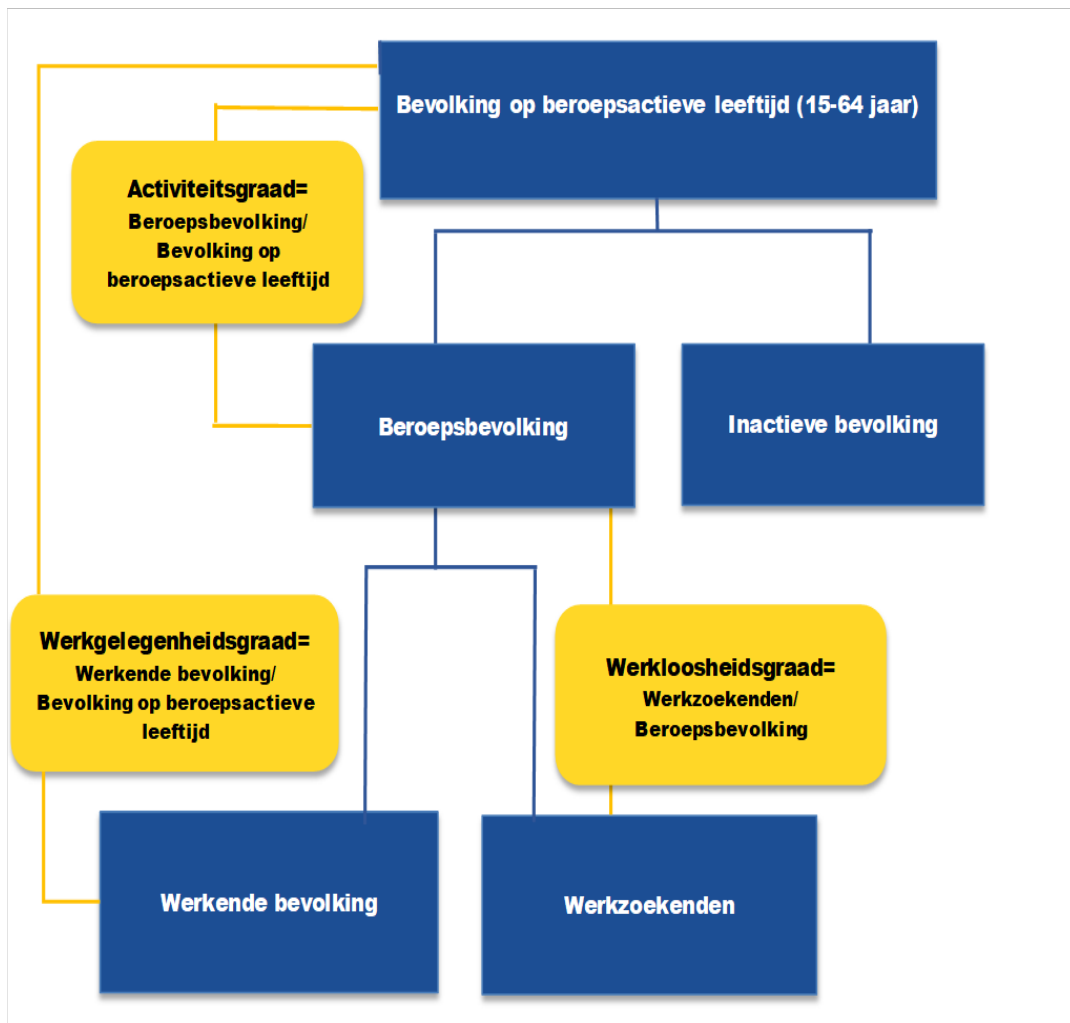 Bevolking op beroepsactieve leeftijd (15-64 jaar)
Activiteitsgraad=
Beroepsbevolking/
Bevolking op
beroepsactieve leeftijd
Beroepsbevolking
Inactieve bevolking
Werkgelegenheidsgraad=
Werkende bevolking/
Bevolking op beroepsactieve
leeftijd
Werkloosheidsgraad=
Werkzoekenden/
Beroepsbevolking
Werkende bevolking
Werkzoekenden